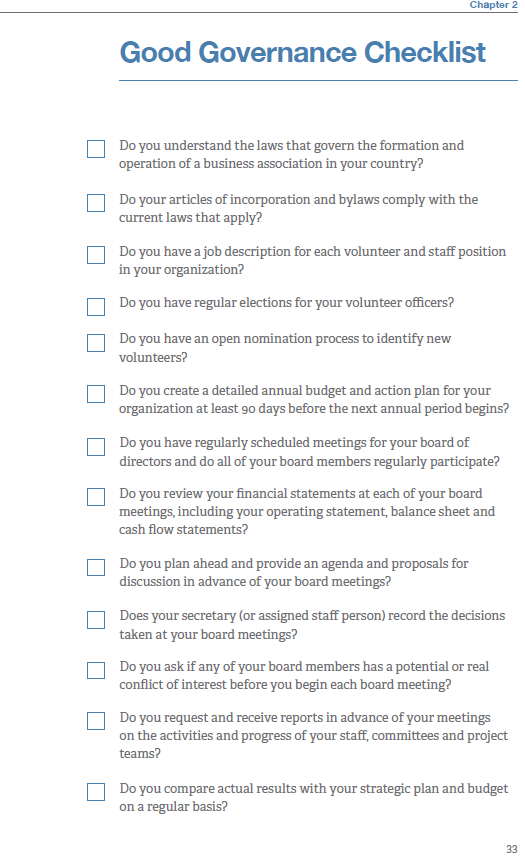 Chapter 2
Good Governance Checklist
Do you understand the laws that govern the formation and
operation of a business association in your country?
Do your articles of incorporation and bylaws comply with the
current laws that apply?
Do you have a job description for each volunteer and staff position
in your organization?
Do you have regular elections for your volunteer officers?
Do you have an open nomination process to identify new
volunteers?
Do you create a detailed annual budget and action plan for your
organization at least 90 days before the next annual period begins?
Do you have regularly scheduled meetings for your board of
directors and do all of your board members regularly participate?
Do you review your financial statements at each of your board
meetings, including your operating statement, balance sheet and
cash flow statements?
Do you plan ahead and provide an agenda and proposals for
discussion in advance of your board meetings?
Does your secretary (or assigned staff person) record the decisions
taken at your board meetings?
Do you ask if any of your board members has a potential or real
conflict of interest before you begin each board meeting?
Do you request and receive reports in advance of your meetings
on the activities and progress of your staff, committees and project
teams?
Do you compare actual results with your strategic plan and budget
on a regular basis?
33